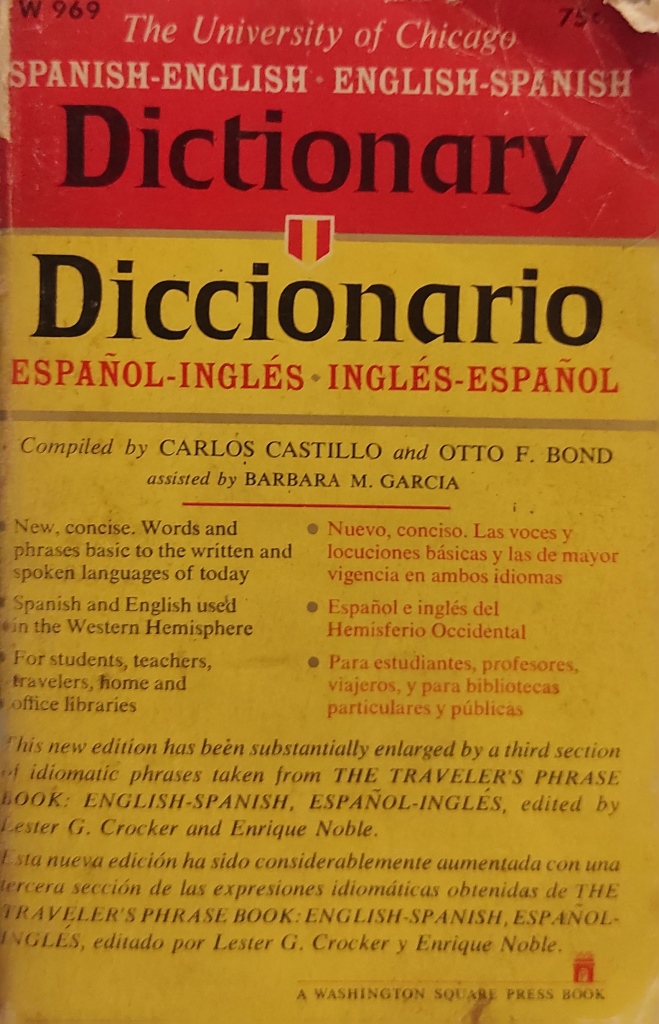 W 969
75¢
The University of Chicago
SPANISH-ENGLISH · ENGLISH-SPANISH
Dictionary
Diccionario
ESPAÑOL-INGLÉS · INGLÉS-ESPAÑOL
Compiled by CARLOS CASTILLO and OTTO F. BOND
assisted by BARBARA M. GARCIA
● New, concise. Words and
phrases basic to the written and
spoken languages of today
● Spanish and English used
in the Western Hemisphere
● For students, teachers,
travelers, home and
office libraries
● Nuevo, conciso. Las voces y
locuciones básicas y las de mayor
vigencia en ambos idiomas
● Español e inglés del
Hemisferio Occidental
● Para estudiantes, profesores,
viajeros, y para bibliotecas
particulares y públicas
This new edition has been substantially enlarged by a third section
of idiomatic phrases taken from THE TRAVELER'S PHRASE
BOOK: ENGLISH-SPANISH, ESPAÑOL-INGLÉS, edited by
Lester G. Crocker and Enrique Noble.
Esta nueva edición ha sido considerablemente aumentada con una
tercera sección de las expresiones idiomáticas obtenidas de THE
TRAVELER'S PHRASE BOOK: ENGLISH-SPANISH, ESPAÑOL-
INGLÉS, editado por Lester G. Crocker y Enrique Noble.
A WASHINGTON SQUARE PRESS BOOK